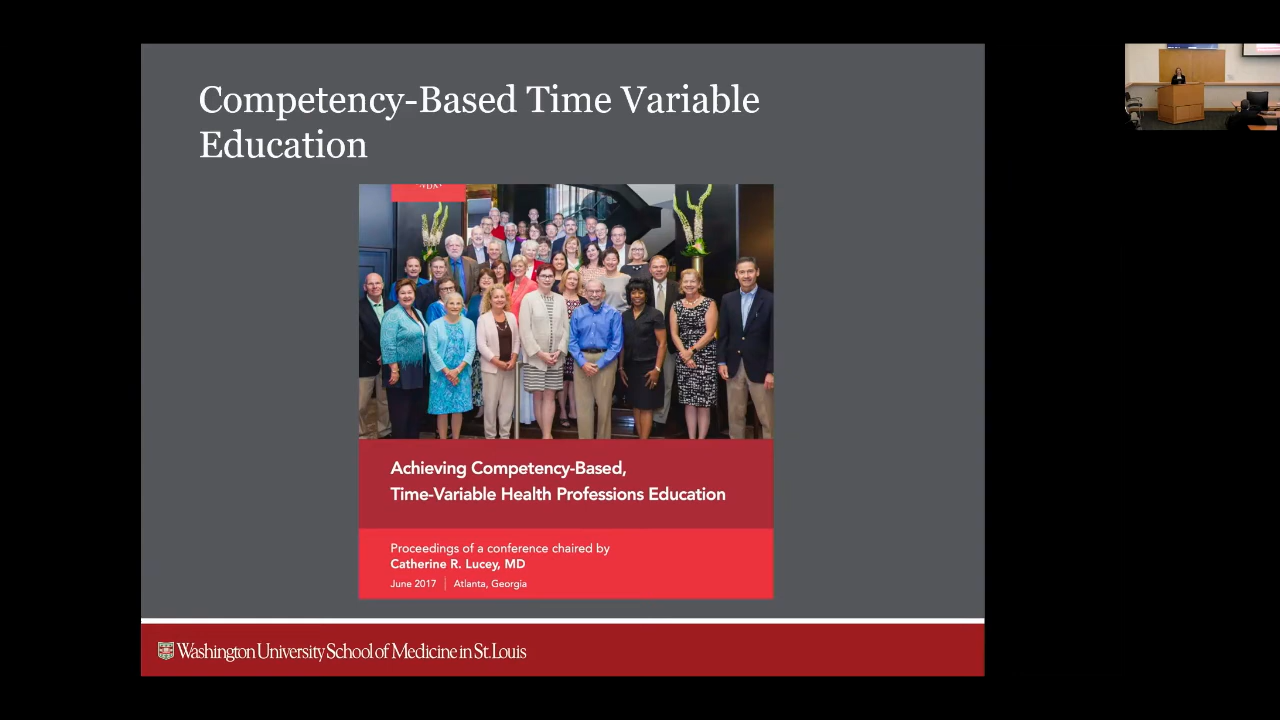 Competency-Based Time Variable
Education
Achieving Competency-Based,
Time-Variable Health Professions Education
Proceedings of a conference chaired by
Catherine R. Lucey, MD
June 2017 | Atlanta, Georgia
Washington University School of Medicine in St. Louis